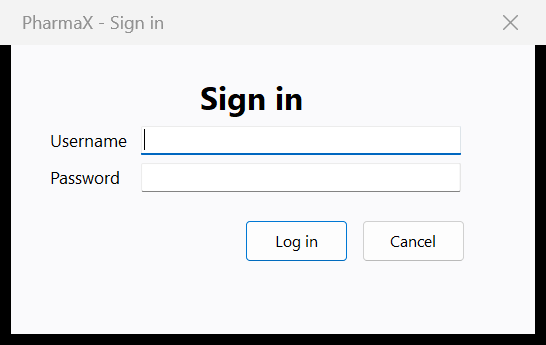 PharmaX - Sign in
Sign in
Username
Password
Log in
Cancel